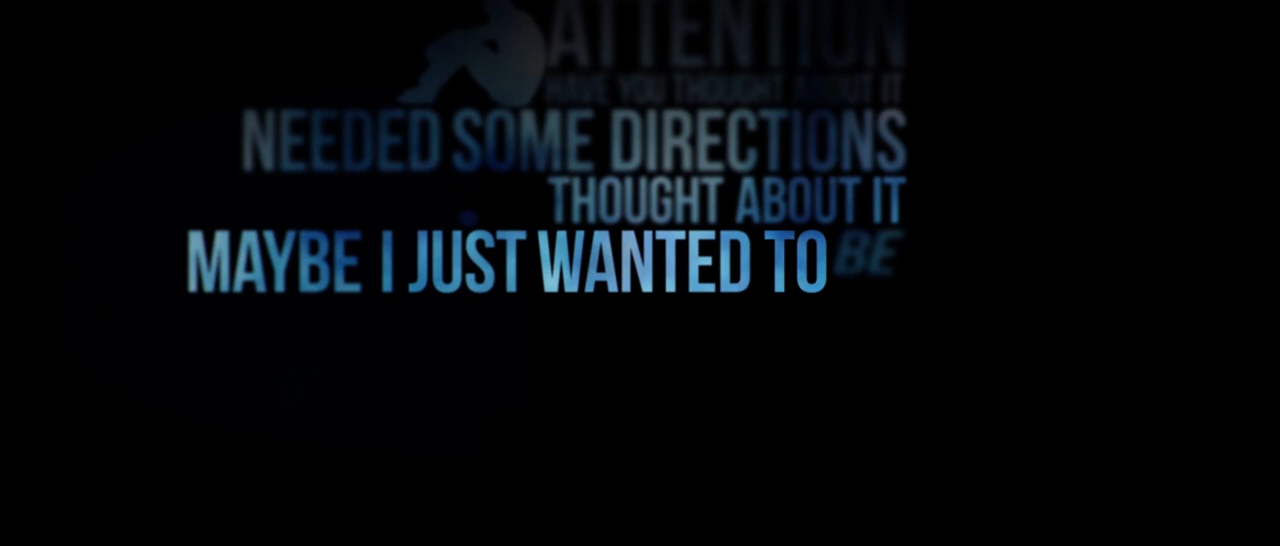 ATTENTION
HAVE YOU THOUGHT ABOUT IT
NEEDED SOME DIRECTIONS
THOUGHT ABOUT IT
MAYBE I JUST WANTED TO BE